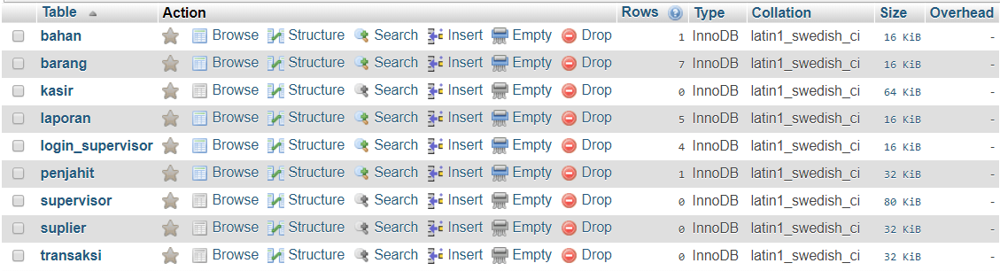 Table Action Rows Type Collation Size Overhead
bahan Browse Structure Search Insert Empty Drop 1 InnoDB latin1_swedish_ci 16 KiB -
barang Browse Structure Search Insert Empty Drop 7 InnoDB latin1_swedish_ci 16 KiB -
kasir Browse Structure Search Insert Empty Drop 0 InnoDB latin1_swedish_ci 64 KiB -
laporan Browse Structure Search Insert Empty Drop 5 InnoDB latin1_swedish_ci 16 KiB -
login_supervisor Browse Structure Search Insert Empty Drop 4 InnoDB latin1_swedish_ci 16 KiB -
penjahit Browse Structure Search Insert Empty Drop 1 InnoDB latin1_swedish_ci 32 KiB -
supervisor Browse Structure Search Insert Empty Drop 0 InnoDB latin1_swedish_ci 80 KiB -
suplier Browse Structure Search Insert Empty Drop 0 InnoDB latin1_swedish_ci 32 KiB -
transaksi Browse Structure Search Insert Empty Drop 0 InnoDB latin1_swedish_ci 32 KiB -